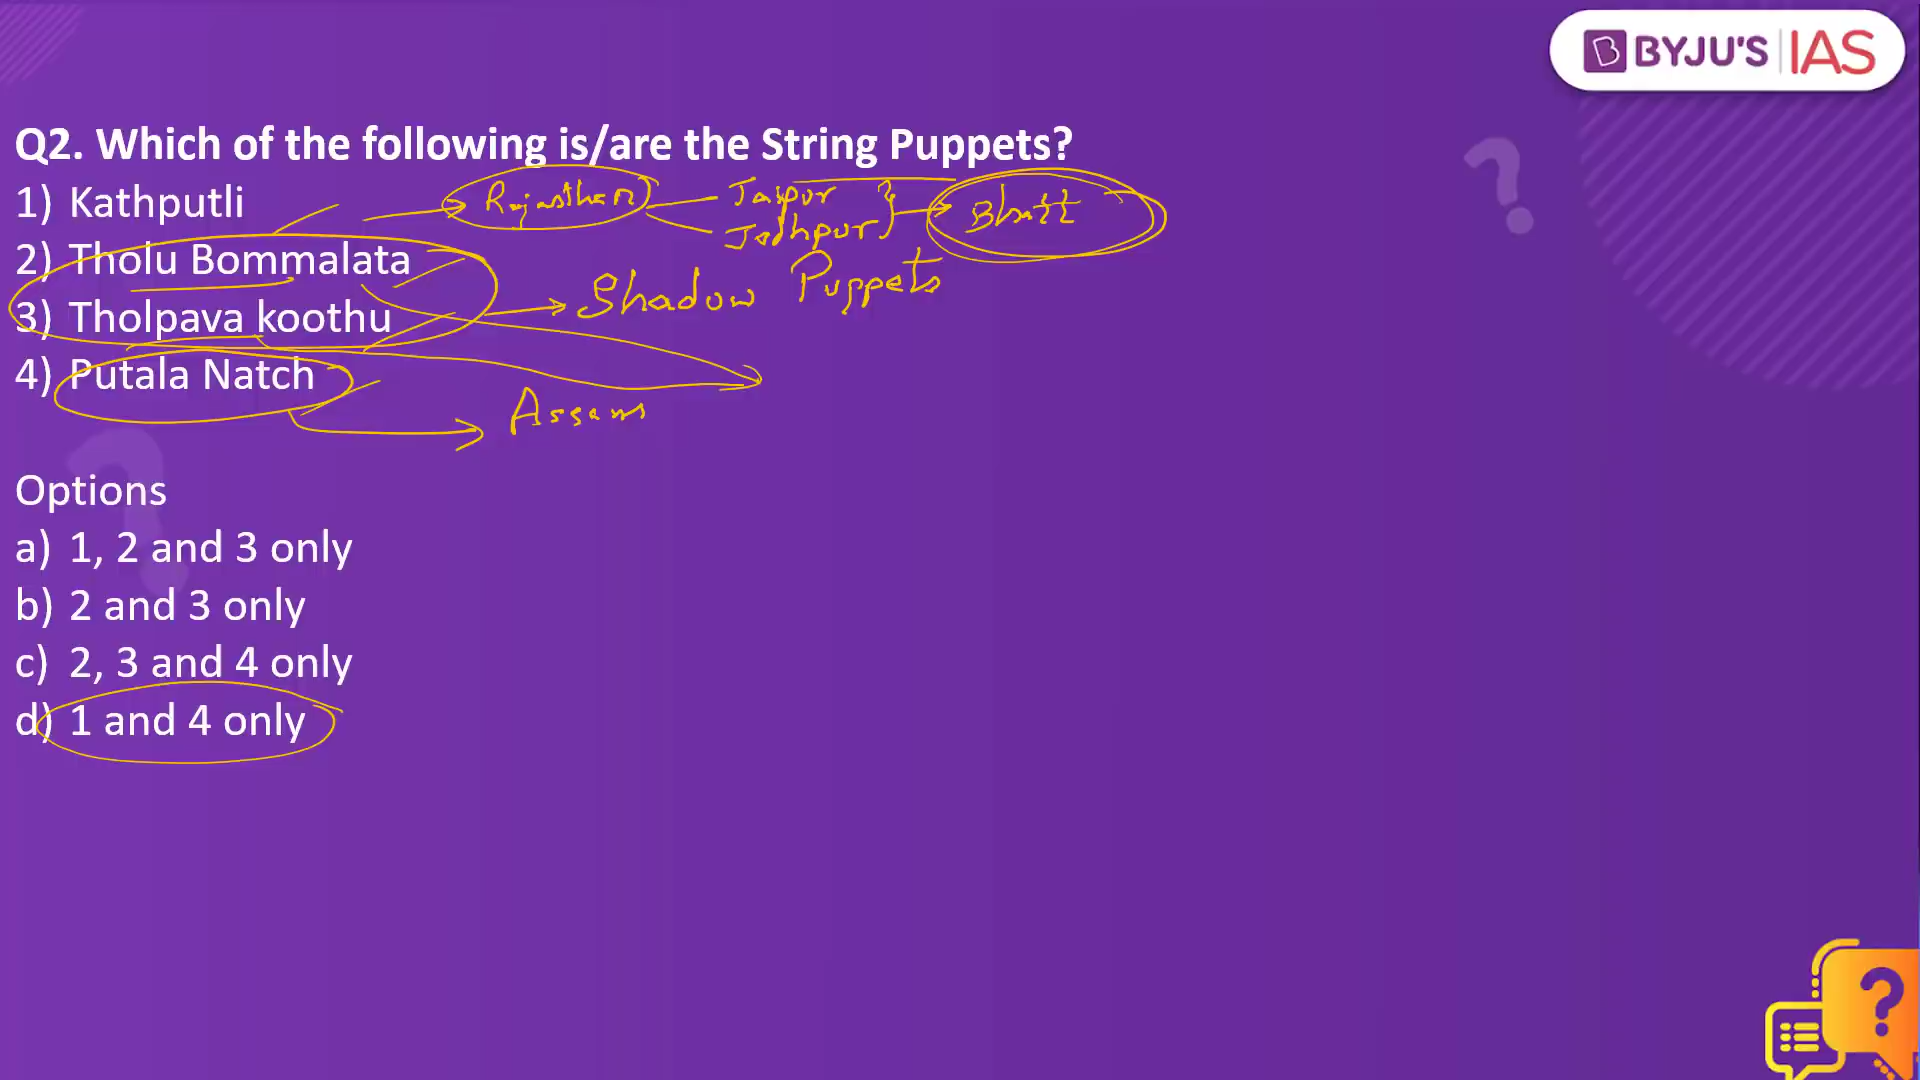 BYJU'S IAS
Q2. Which of the following is/are the String Puppets?
1) Kathputli
Rajasthan Jaipur Jodhpur Bhatt
2) Tholu Bommalata
Shadow Puppets
3) Tholpava koothu
4) Putala Natch
Assam
Options
a) 1, 2 and 3 only
b) 2 and 3 only
c) 2, 3 and 4 only
d) 1 and 4 only